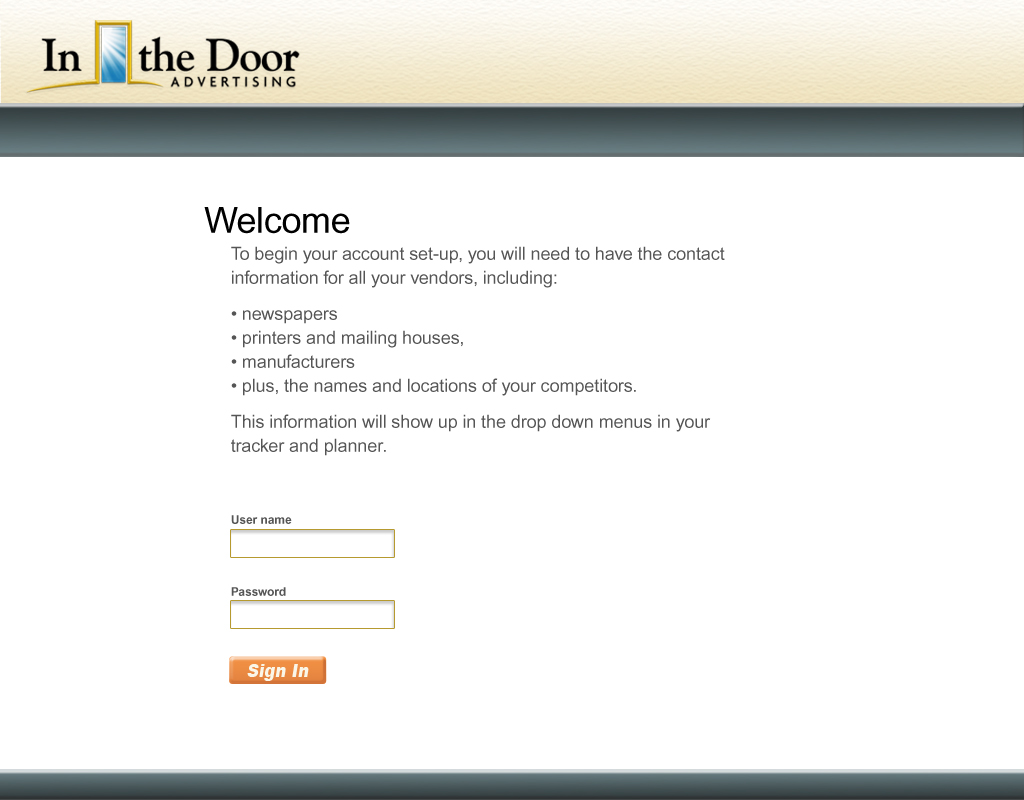 In the Door
ADVERTISING
Welcome
To begin your account set-up, you will need to have the contact
information for all your vendors, including:
• newspapers
• printers and mailing houses,
• manufacturers
• plus, the names and locations of your competitors.
This information will show up in the drop down menus in your
tracker and planner.
User name
Password
Sign In